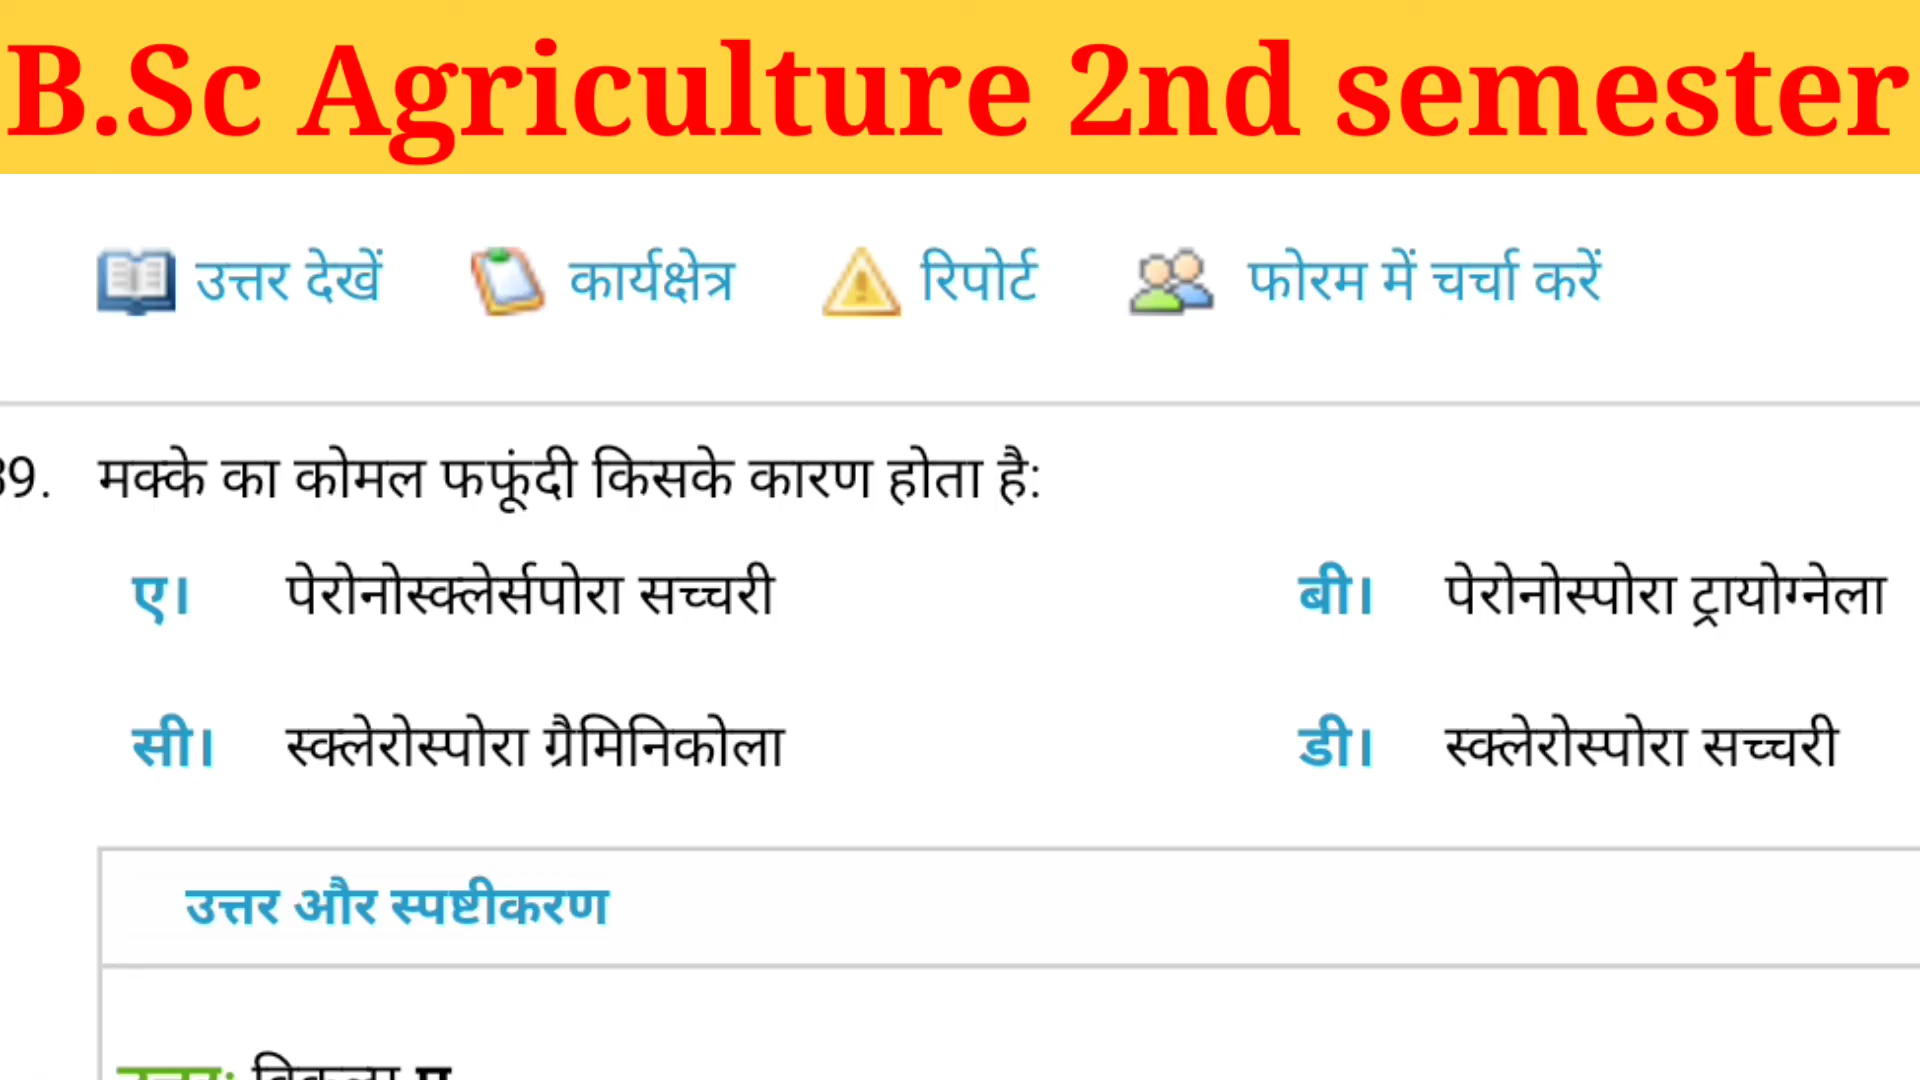 B.Sc Agriculture 2nd semester
उत्तर देखें कार्यक्षेत्र रिपोर्ट फोरम में चर्चा करें
39. मक्के का कोमल फफूंदी किसके कारण होता है:
ए। पेरोनोस्क्लेर्सपोरा सच्चरी बी। पेरोनोस्पोरा ट्रायोग्नेला
सी। स्क्लेरोस्पोरा ग्रैमिनिकोला डी। स्क्लेरोस्पोरा सच्चरी
उत्तर और स्पष्टीकरण